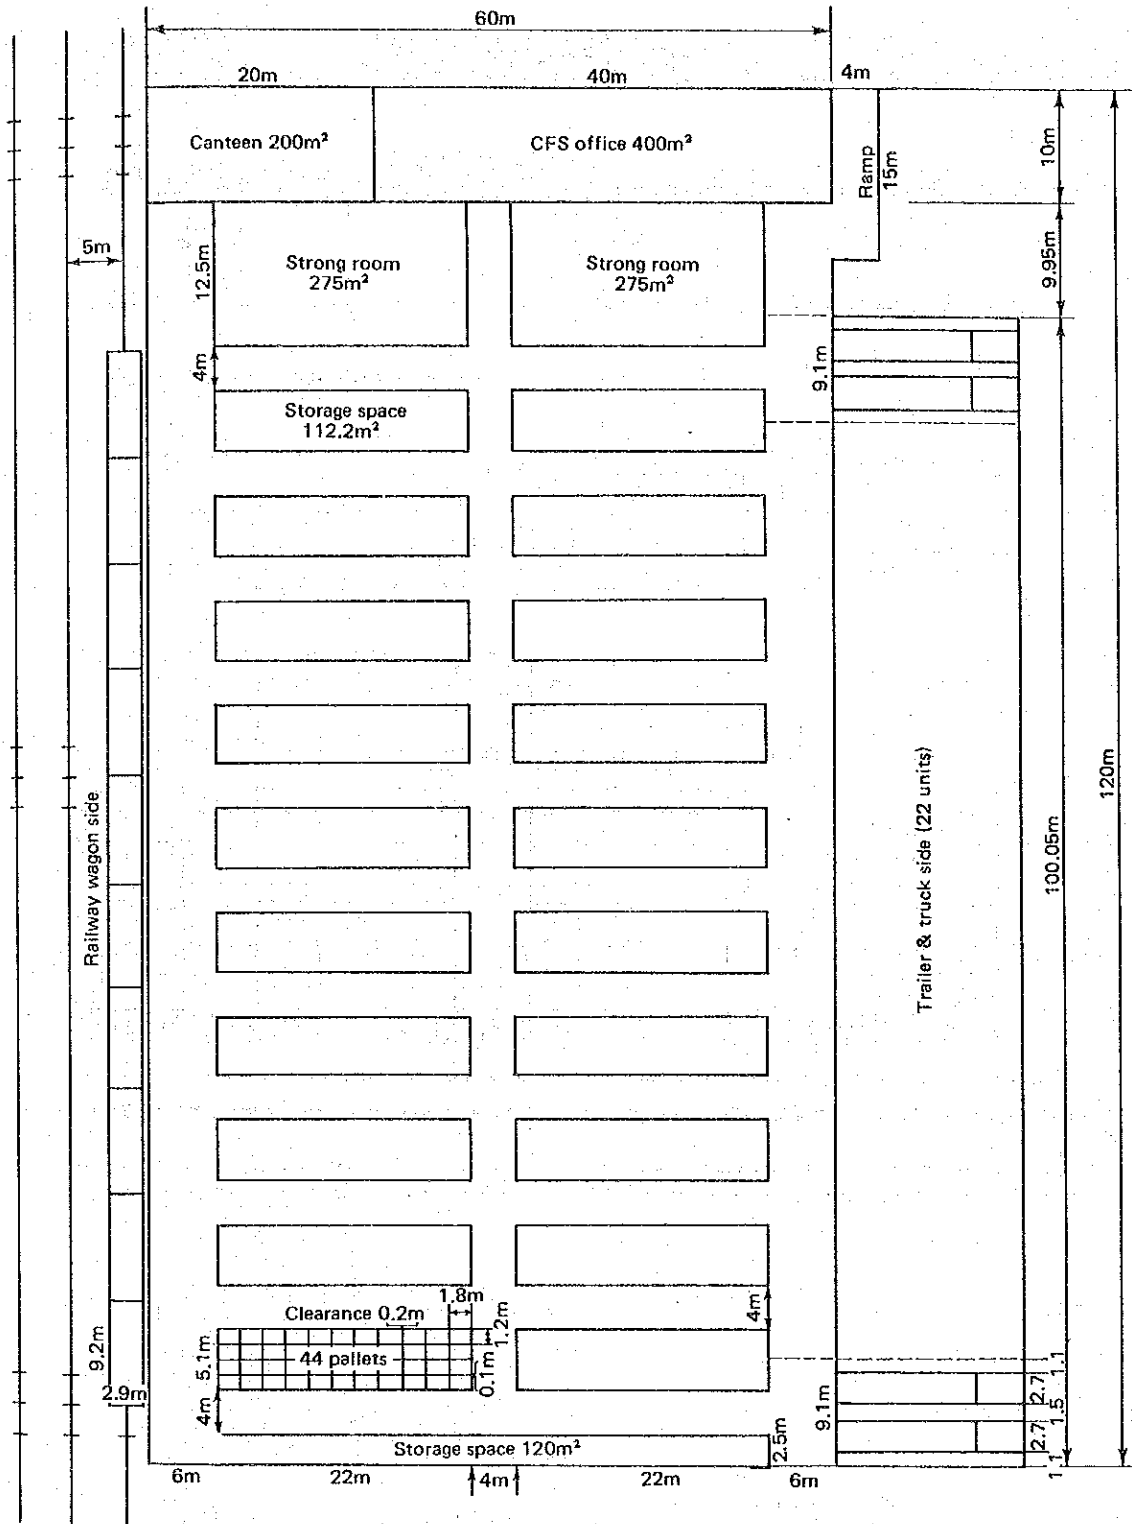 60m
20m
40m
4m
Canteen 200m²
CFS office 400m²
Ramp
15m
10m
5m
12.5m
Strong room
275m²
Strong room
275m²
9.95m
4m
9.1m
Storage space
112.2m²
Railway wagon side
Trailer & truck side (22 units)
100.05m
120m
1.8m
Clearance 0.2m
1.2m
4m
9.2m
5.1m
44 pallets
0.1m
1.1
2.9m
4m
9.1m
2.7
1.5
2.7
Storage space 120m²
2.5m
1.1
6m
22m
4m
22m
6m